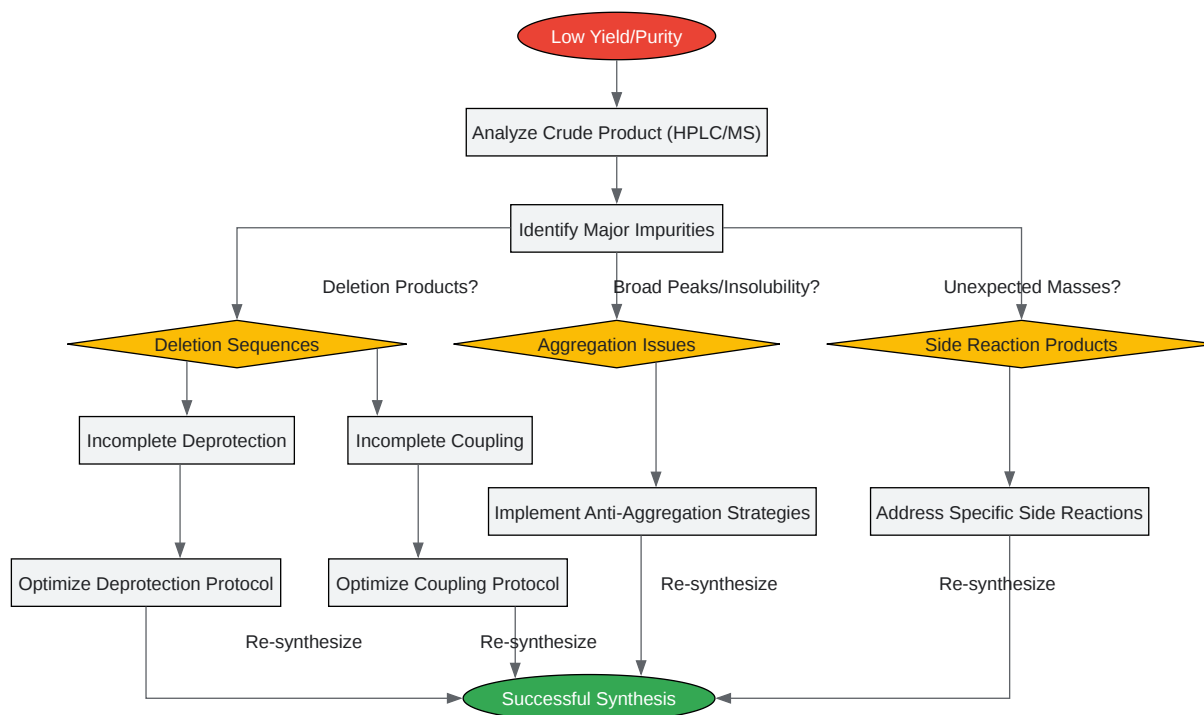 Low Yield/Purity
Analyze Crude Product (HPLC/MS)
Identify Major Impurities
Deletion Products?
Broad Peaks/Insolubility?
Unexpected Masses?
Deletion Sequences
Aggregation Issues
Side Reaction Products
Incomplete Deprotection
Incomplete Coupling
Implement Anti-Aggregation Strategies
Address Specific Side Reactions
Optimize Deprotection Protocol
Optimize Coupling Protocol
Re-synthesize
Re-synthesize
Re-synthesize
Re-synthesize
Successful Synthesis